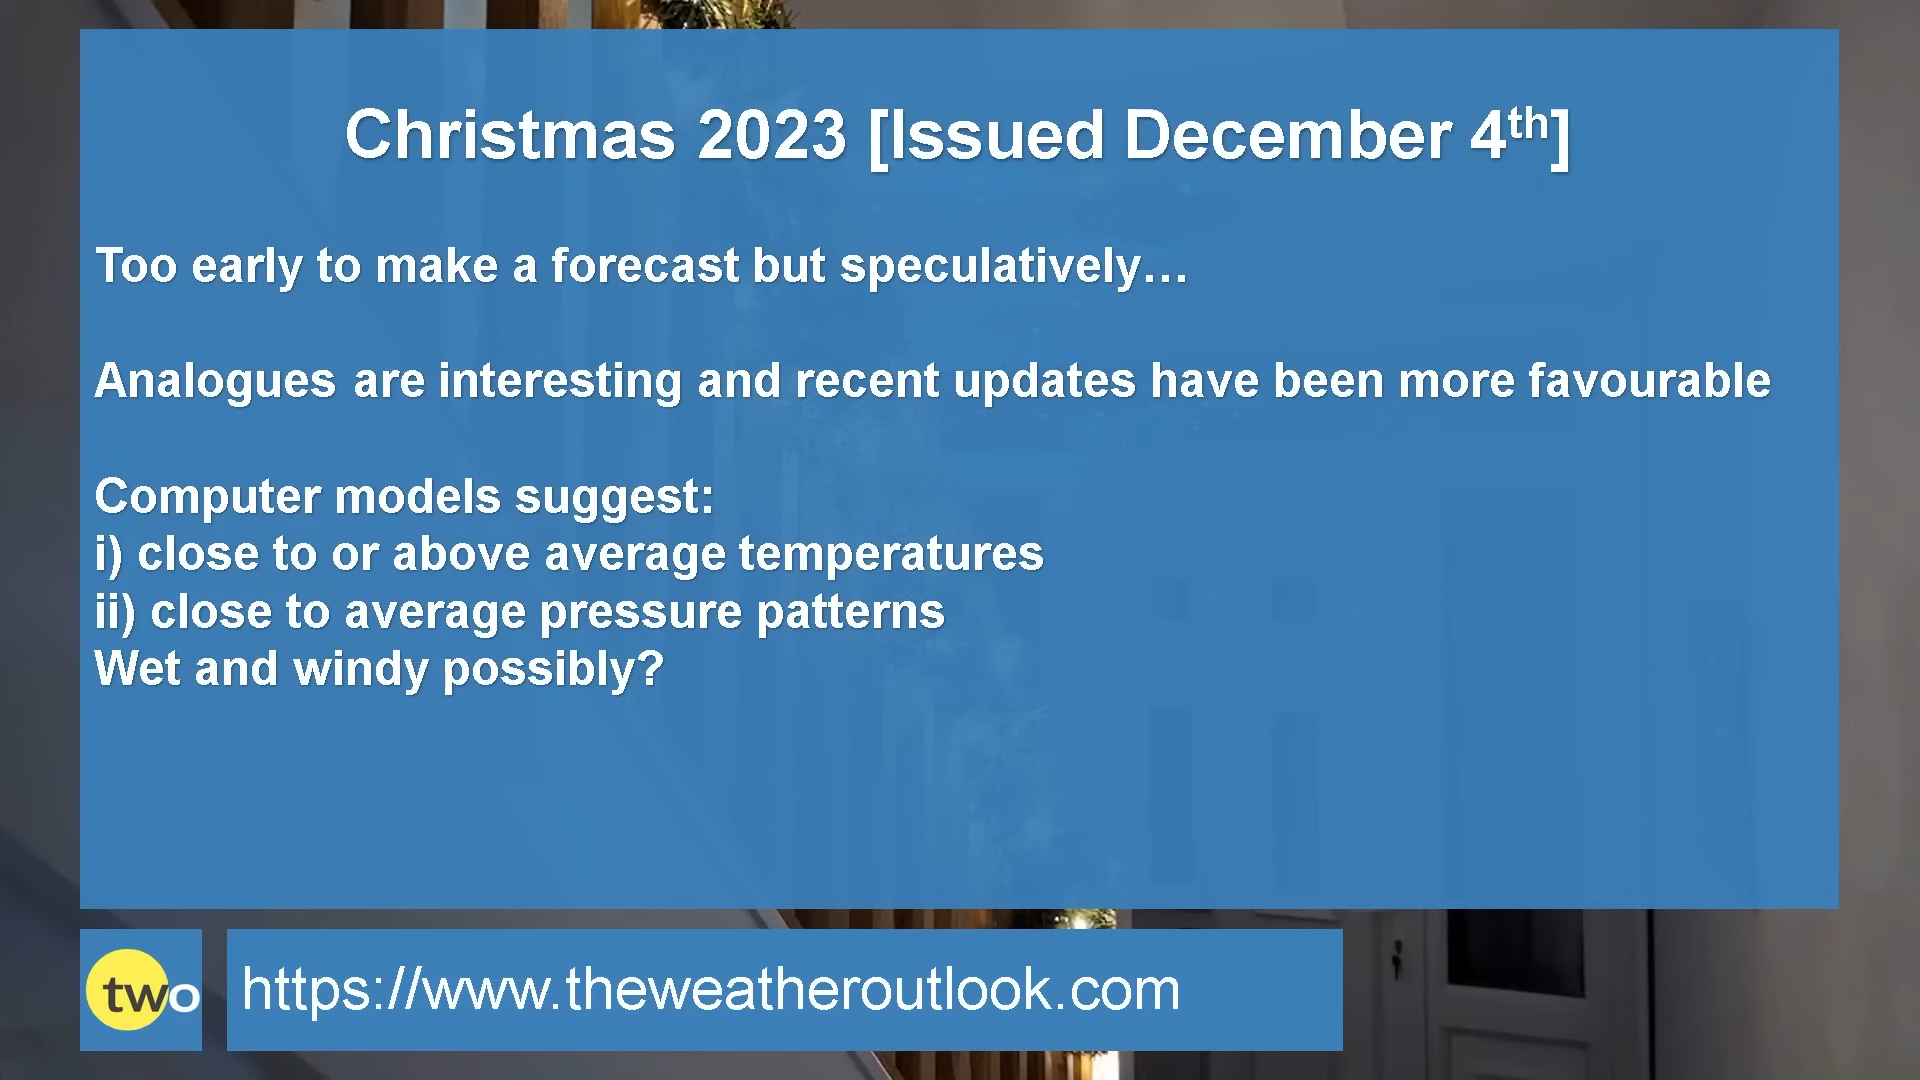 Christmas 2023 [Issued December 4th]
Too early to make a forecast but speculatively…
Analogues are interesting and recent updates have been more favourable
Computer models suggest:
i) close to or above average temperatures
ii) close to average pressure patterns
Wet and windy possibly?
two
https://www.theweatheroutlook.com